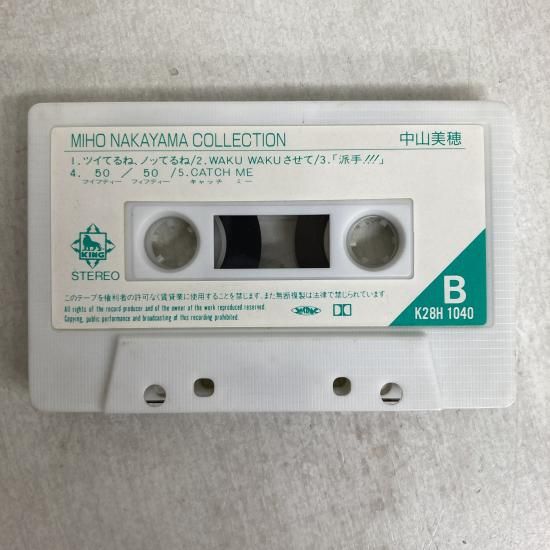 MIHO NAKAYAMA COLLECTION 中山美穂
1. ツイてるね、ノッてるね/2. WAKU WAKUさせて/3.「派手!!!」
4. 50 / 50 /5. CATCH ME
フィフティー フィフティー キャッチ ミー
KING
STEREO
B
K28H 1040
このテープを権利者の許可なく賃貸業に使用することを禁じます。また無断複製は法律で禁じられています。
All rights of the record producer and of the owner of the work reproduced reserved.
Copying, public performance and broadcasting of this recording prohibited.